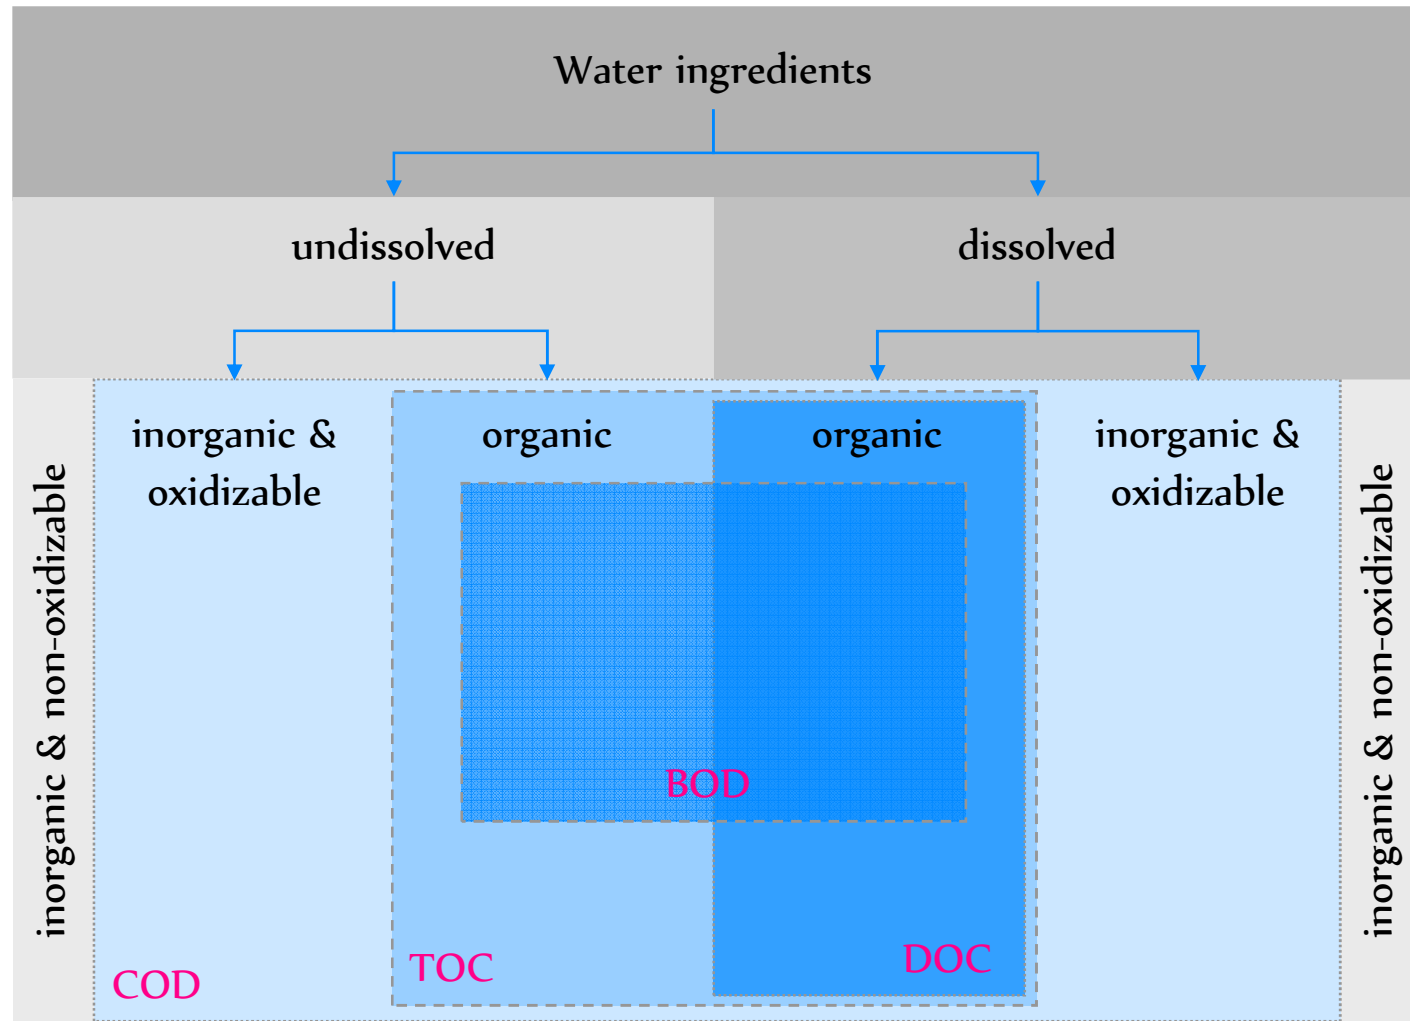 Water ingredients
undissolved
dissolved
inorganic &
oxidizable
organic
organic
inorganic &
oxidizable
inorganic & non-oxidizable
inorganic & non-oxidizable
BOD
COD
TOC
DOC